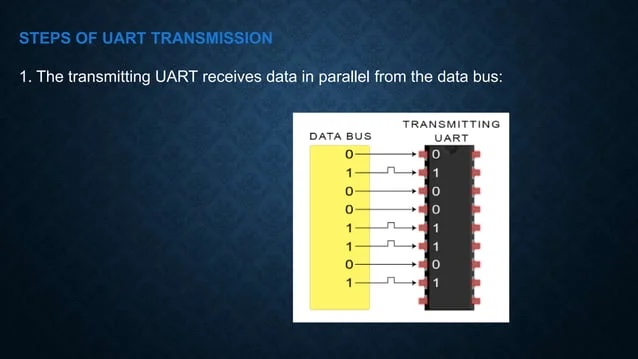 STEPS OF UART TRANSMISSION
1. The transmitting UART receives data in parallel from the data bus:
DATA BUS
TRANSMITTING
UART
0 0
1 1
0 0
0 0
1 1
1 1
0 0
1 1